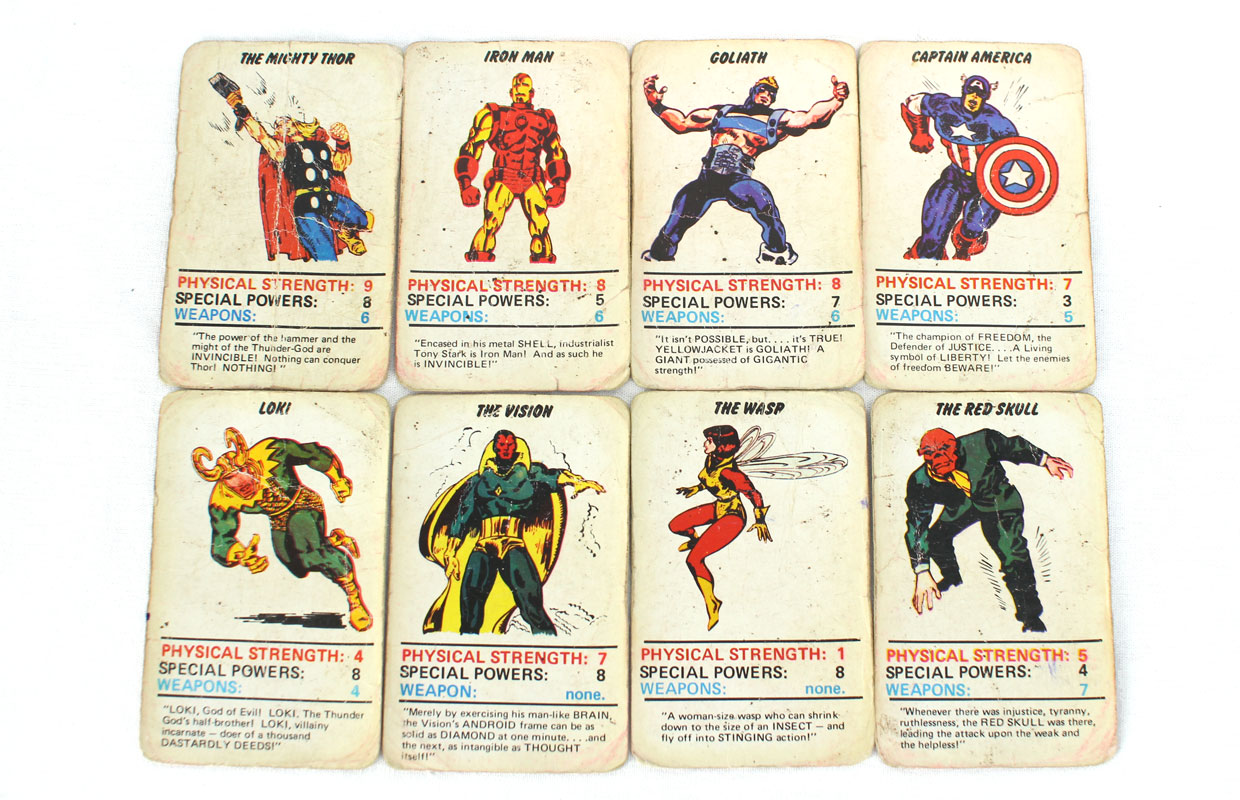 THE MIGHTY THOR
PHYSICAL STRENGTH: 9
SPECIAL POWERS: 8
WEAPONS: 6
"The power of the hammer and the
might of the Thunder-God are
INVINCIBLE! Nothing can conquer
Thor! NOTHING! "
IRON MAN
PHYSICAL STRENGTH: 8
SPECIAL POWERS: 5
WEAPONS: 6
"Encased in his metal SHELL, industrialist
Tony Stark is Iron Man! And as such he
is INVINCIBLE!"
GOLIATH
PHYSICAL STRENGTH: 8
SPECIAL POWERS: 7
WEAPONS: 6
"It isn't POSSIBLE, but. . . . it's TRUE!
YELLOWJACKET is GOLIATH! A
GIANT possessed of GIGANTIC
strength!"
CAPTAIN AMERICA
PHYSICAL STRENGTH: 7
SPECIAL POWERS: 3
WEAPONS: 5
"The champion of FREEDOM, the
Defender of JUSTICE. . . .A Living
symbol of LIBERTY! Let the enemies
of freedom BEWARE!"
LOKI
PHYSICAL STRENGTH: 4
SPECIAL POWERS: 8
WEAPONS: 4
"LOKI, God of Evil! LOKI, The Thunder
God's half-brother! LOKI, villainy
incarnate — doer of a thousand
DASTARDLY DEEDS!"
THE VISION
PHYSICAL STRENGTH: 7
SPECIAL POWERS: 8
WEAPON: none.
"Merely by exercising his man-like BRAIN,
the Vision's ANDROID frame can be as
solid as DIAMOND at one minute. . . .and
the next, as intangible as THOUGHT
itself!"
THE WASP
PHYSICAL STRENGTH: 1
SPECIAL POWERS: 8
WEAPONS: none.
"A woman-size wasp who can shrink
down to the size of an INSECT — and
fly off into STINGING action!"
THE RED SKULL
PHYSICAL STRENGTH: 5
SPECIAL POWERS: 4
WEAPONS: 7
"Whenever there was injustice, tyranny,
ruthlessness, the RED SKULL was there,
leading the attack upon the weak and
the helpless!"